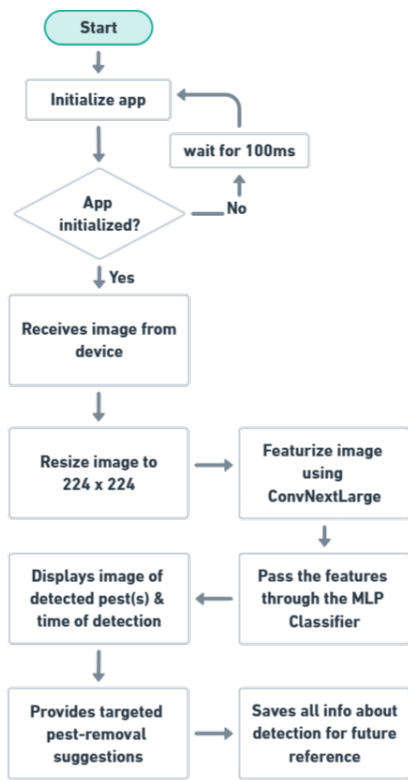 Start
Initialize app
wait for 100ms
App
initialized?
No
Yes
Receives image from
device
Resize image to
224 x 224
Featurize image
using
ConvNextLarge
Pass the features
through the MLP
Classifier
Displays image of
detected pest(s) &
time of detection
Provides targeted
pest-removal
suggestions
Saves all info about
detection for future
reference